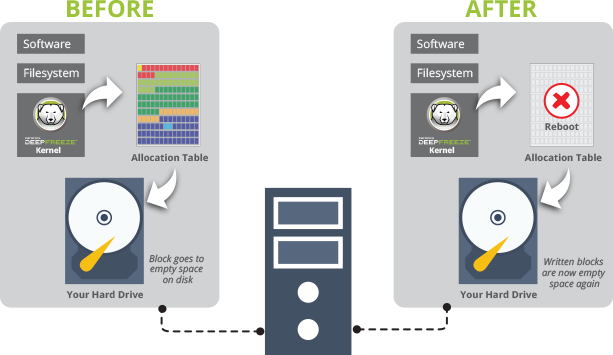 BEFORE
Software
Filesystem
DEEPFREEZE
Kernel
Allocation Table
Block goes to
empty space
on disk
Your Hard Drive
AFTER
Software
Filesystem
DEEPFREEZE
Kernel
Reboot
Allocation Table
Written blocks
are now empty
space again
Your Hard Drive